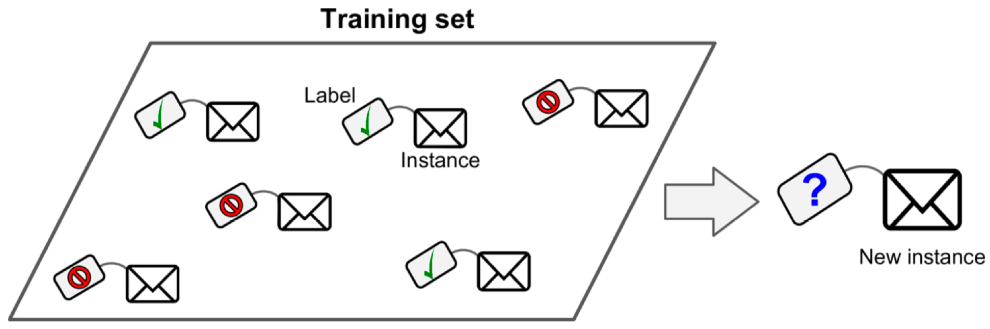 Training set
Label
Instance
?
New instance